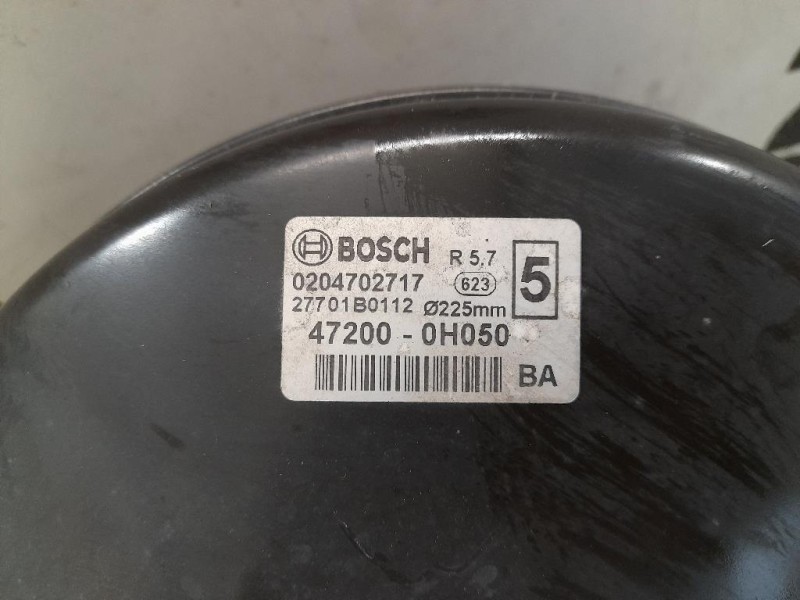 BOSCH R 5.7 5
0204702717 623
27701B0112 Ø225mm
47200 - 0H050
BA